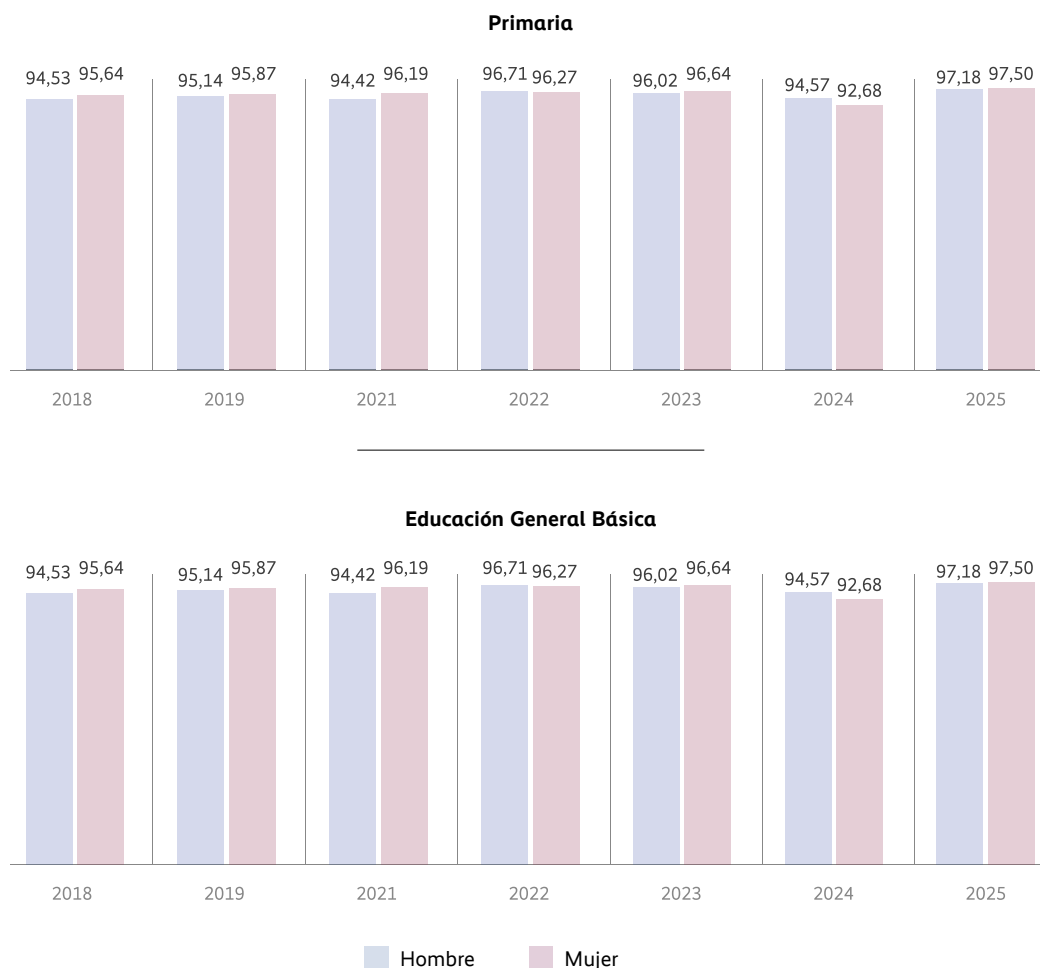 Primaria
94,53 95,64 95,14 95,87 94,42 96,19 96,71 96,27 96,02 96,64 94,57 92,68 97,18 97,50
2018 2019 2021 2022 2023 2024 2025
Educación General Básica
94,53 95,64 95,14 95,87 94,42 96,19 96,71 96,27 96,02 96,64 94,57 92,68 97,18 97,50
2018 2019 2021 2022 2023 2024 2025
Hombre Mujer